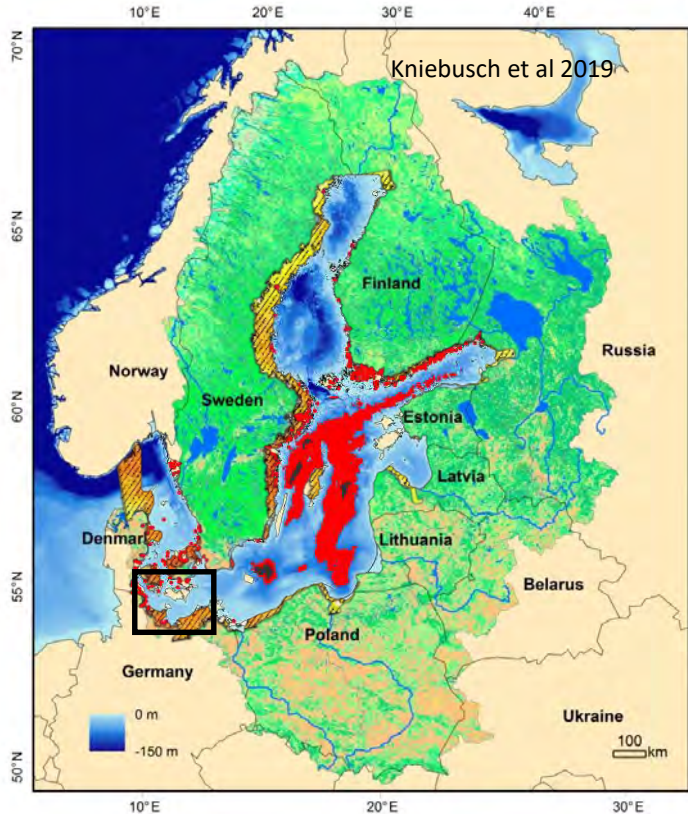 10°E
20°E
30°E
40°E
70°N
Kniebusch et al 2019
65°N
Finland
Norway
Russia
Sweden
60°N
Estonia
Latvia
Denmar
Lithuania
55°N
Belarus
Poland
Germany
0 m
Ukraine
-150 m
100
km
50°N
10°E
20°E
30°E